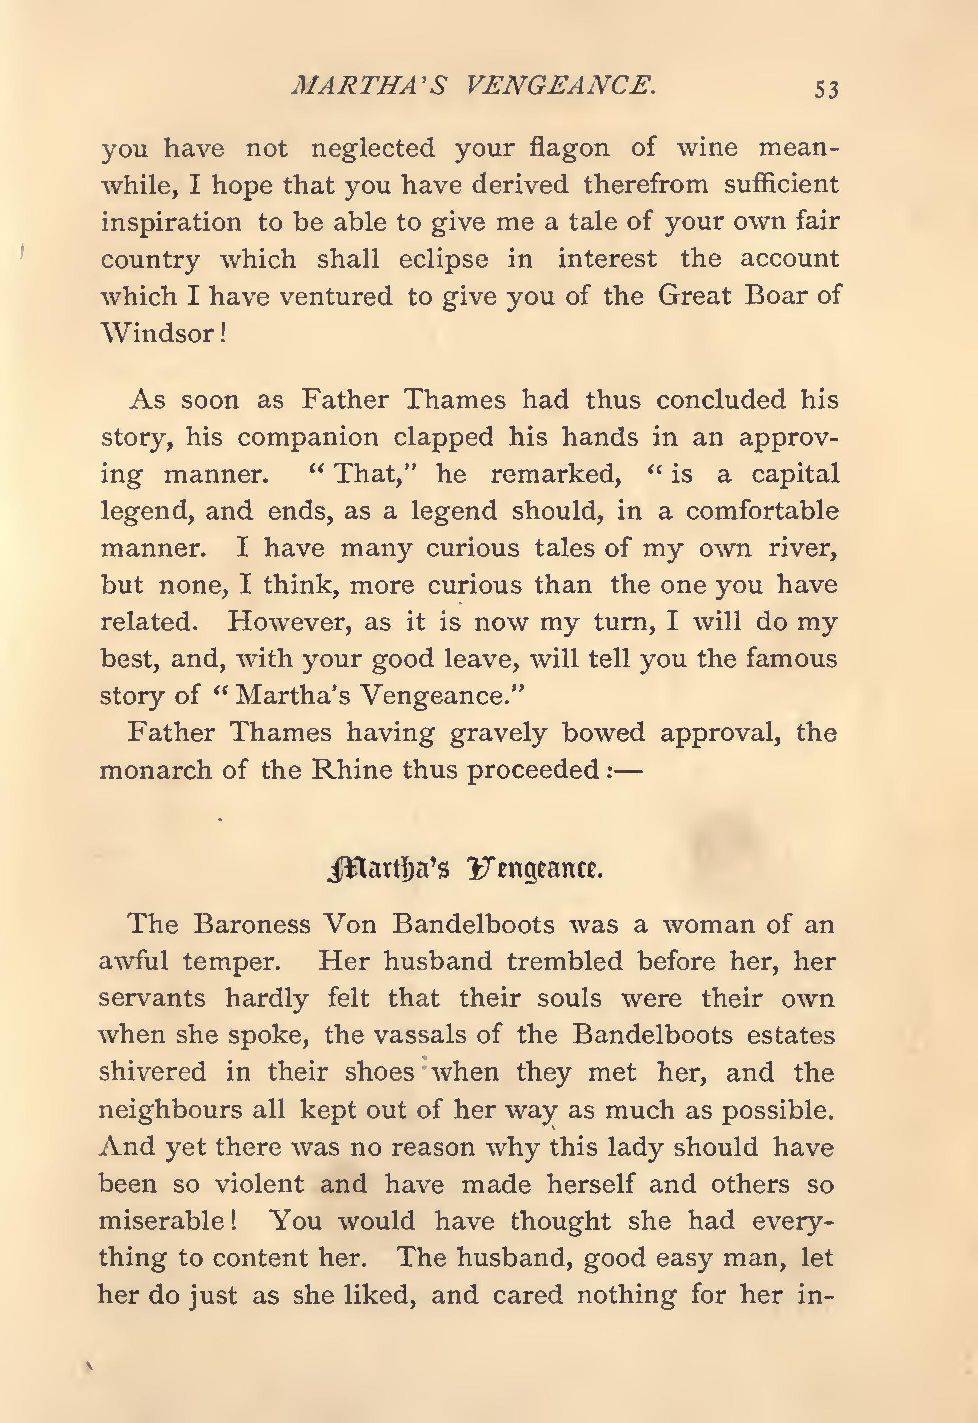 MARTHA'S VENGEANCE. 53
you have not neglected your flagon of wine mean-
while, I hope that you have derived therefrom sufficient
inspiration to be able to give me a tale of your own fair
country which shall eclipse in interest the account
which I have ventured to give you of the Great Boar of
Windsor!
As soon as Father Thames had thus concluded his
story, his companion clapped his hands in an approv-
ing manner. “ That,” he remarked, “ is a capital
legend, and ends, as a legend should, in a comfortable
manner. I have many curious tales of my own river,
but none, I think, more curious than the one you have
related. However, as it is now my turn, I will do my
best, and, with your good leave, will tell you the famous
story of “ Martha's Vengeance.”
Father Thames having gravely bowed approval, the
monarch of the Rhine thus proceeded :—
Martha's Vengeance.
The Baroness Von Bandelboots was a woman of an
awful temper. Her husband trembled before her, her
servants hardly felt that their souls were their own
when she spoke, the vassals of the Bandelboots estates
shivered in their shoes when they met her, and the
neighbours all kept out of her way as much as possible.
And yet there was no reason why this lady should have
been so violent and have made herself and others so
miserable! You would have thought she had every-
thing to content her. The husband, good easy man, let
her do just as she liked, and cared nothing for her in-